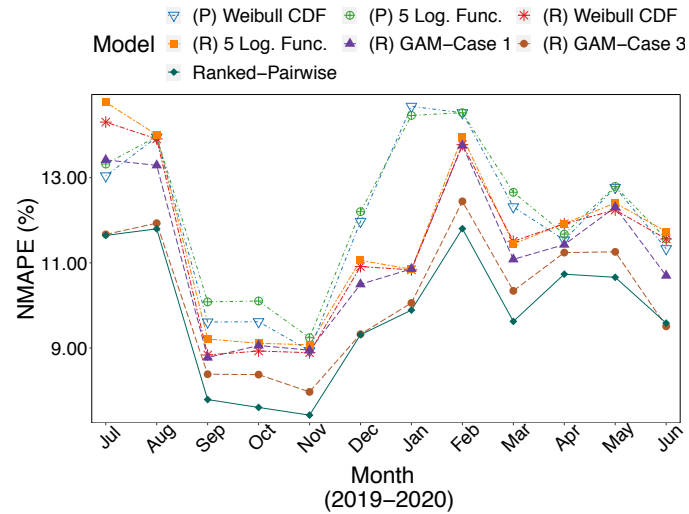 (P) Weibull CDF (P) 5 Log. Func. (R) Weibull CDF
Model (R) 5 Log. Func. (R) GAM−Case 1 (R) GAM−Case 3
Ranked−Pairwise
13.00
11.00
9.00
NMAPE (%)
Jul Aug Sep Oct Nov Dec Jan Feb Mar Apr May Jun
Month
(2019−2020)